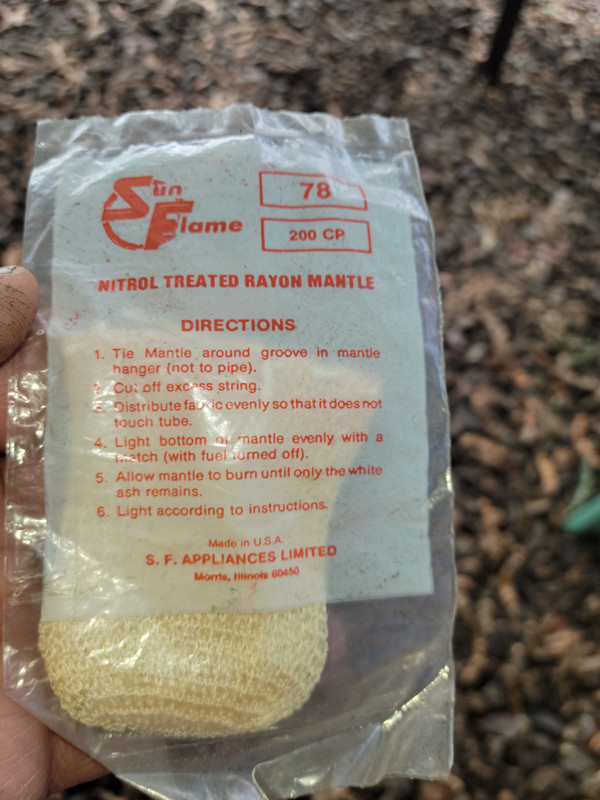 Sun
Flame
78
200 CP
NITROL TREATED RAYON MANTLE
DIRECTIONS
1. Tie Mantle around groove in mantle
hanger (not to pipe).
2. Cut off excess string.
3. Distribute fabric evenly so that it does not
touch tube.
4. Light bottom of mantle evenly with a
match (with fuel turned off).
5. Allow mantle to burn until only the white
ash remains.
6. Light according to instructions.
Made in U.S.A.
S. F. APPLIANCES LIMITED
Morris, Illinois 60450